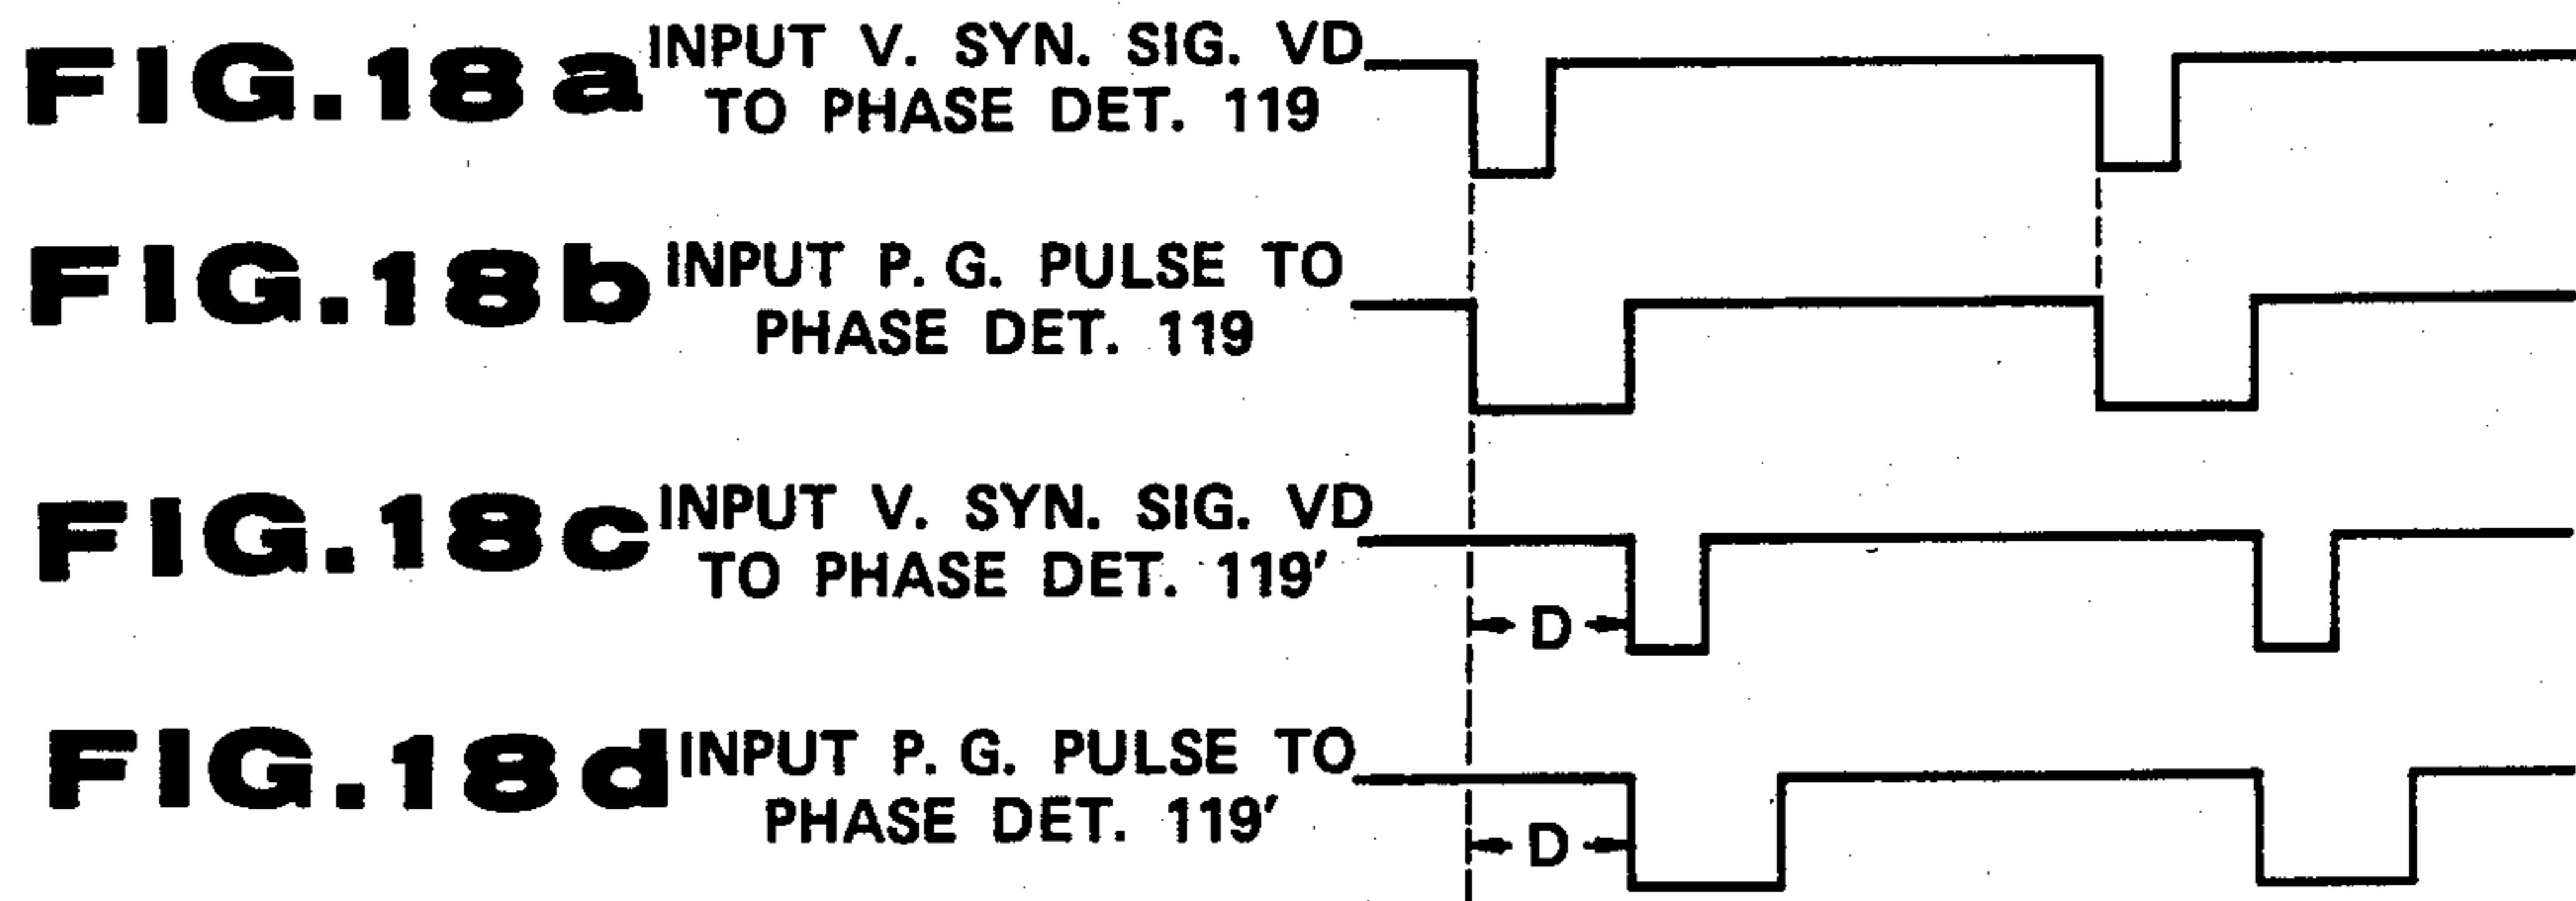 FIG.18a INPUT V. SYN. SIG. VD
TO PHASE DET. 119
FIG.18b INPUT P. G. PULSE TO
PHASE DET. 119
FIG.18c INPUT V. SYN. SIG. VD
TO PHASE DET. 119'
D
FIG.18d INPUT P. G. PULSE TO
PHASE DET. 119'
D